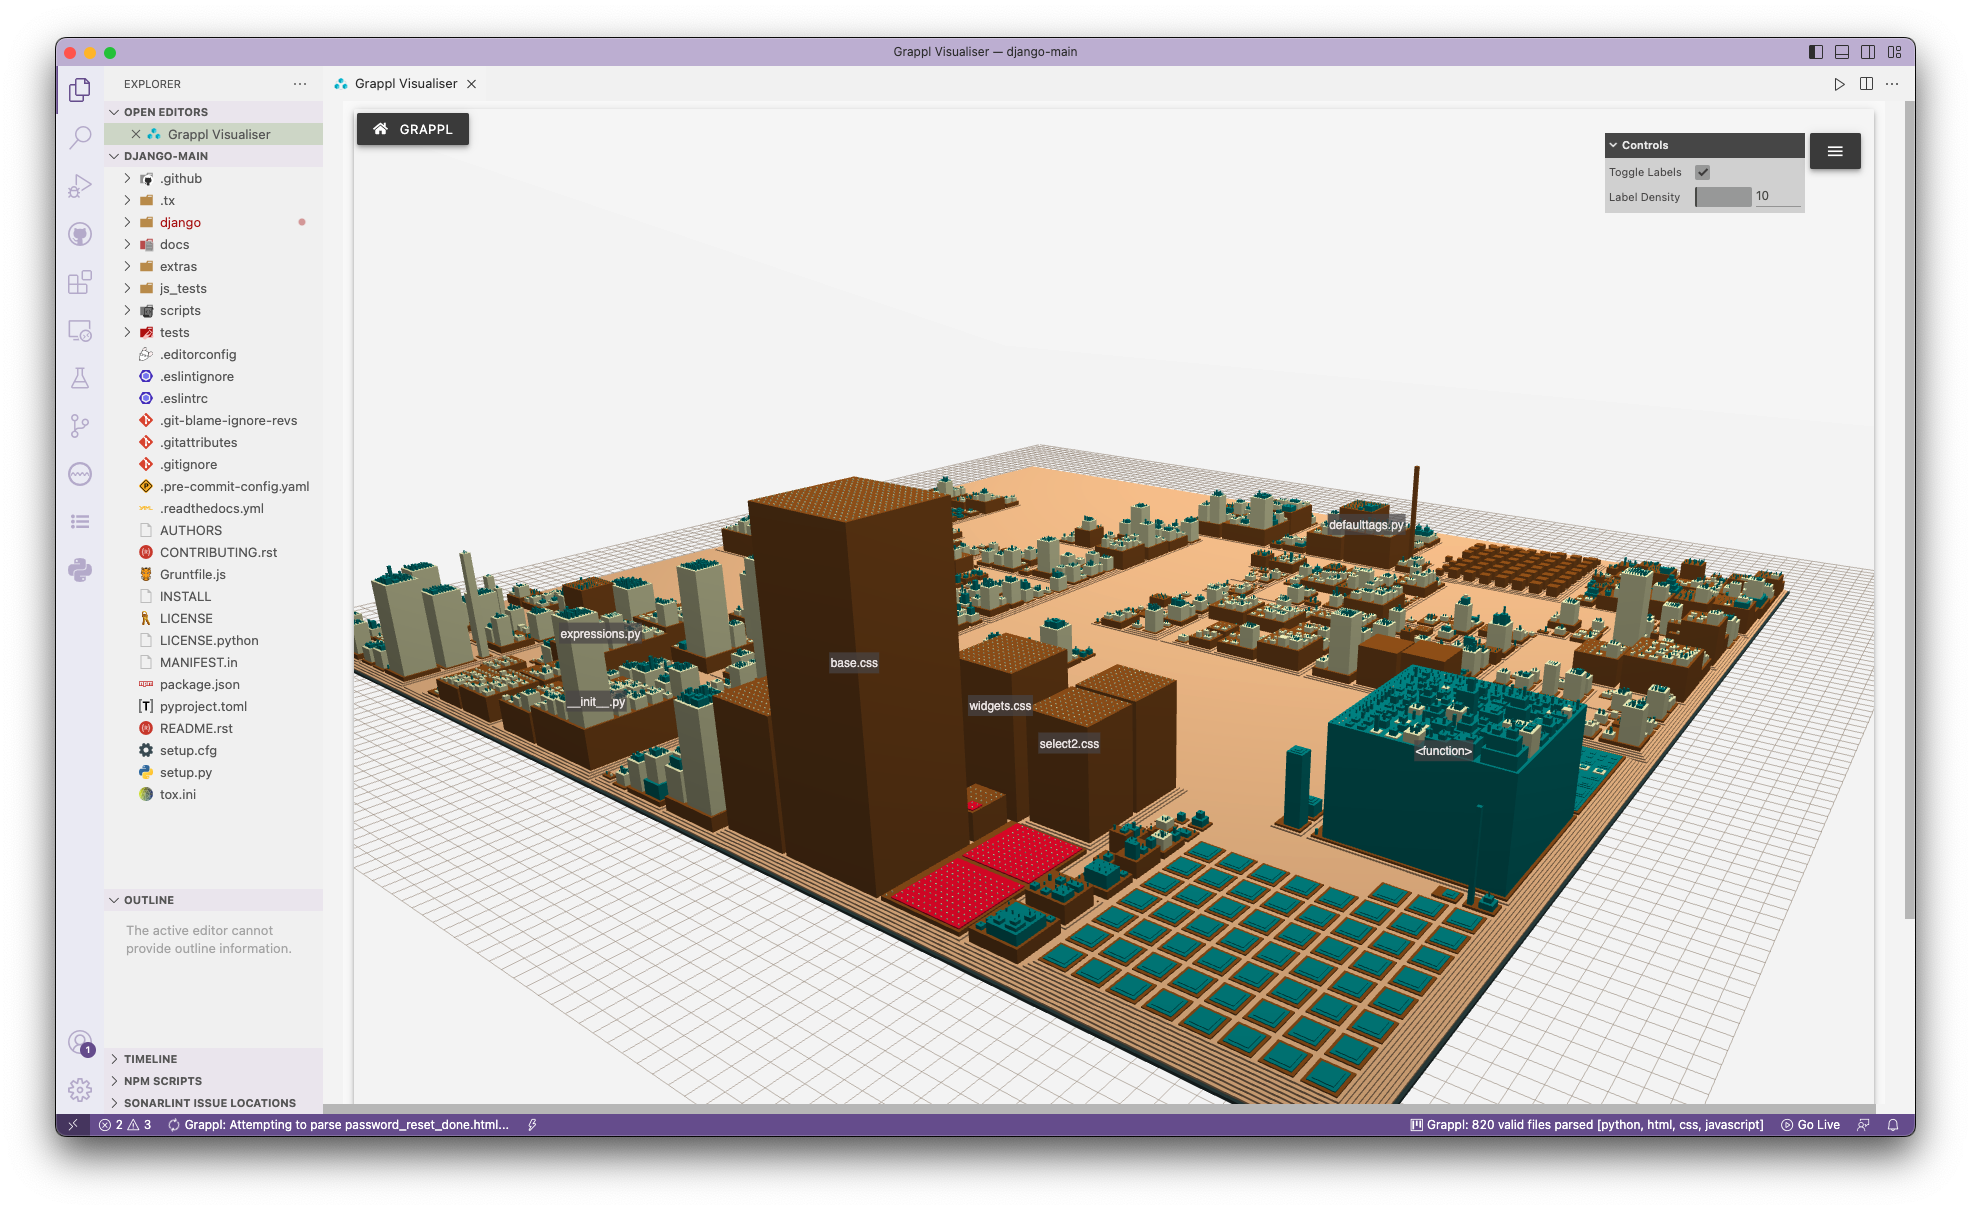 Grappl Visualiser — django-main
EXPLORER
Grappl Visualiser
OPEN EDITORS
Grappl Visualiser
DJANGO-MAIN
.github
.tx
django
docs
extras
js_tests
scripts
tests
.editorconfig
.eslintignore
.eslintrc
.git-blame-ignore-revs
.gitattributes
.gitignore
.pre-commit-config.yaml
.readthedocs.yml
AUTHORS
CONTRIBUTING.rst
Gruntfile.js
INSTALL
LICENSE
LICENSE.python
MANIFEST.in
package.json
pyproject.toml
README.rst
setup.cfg
setup.py
tox.ini
OUTLINE
The active editor cannot
provide outline information.
TIMELINE
NPM SCRIPTS
SONARLINT ISSUE LOCATIONS
GRAPPL
Controls
Toggle Labels
Label Density 10
defaulttags.py
expressions.py
base.css
__init__.py
widgets.css
select2.css
<function>
1
2 3 Grappl: Attempting to parse password_reset_done.html...
Grappl: 820 valid files parsed [python, html, css, javascript] Go Live